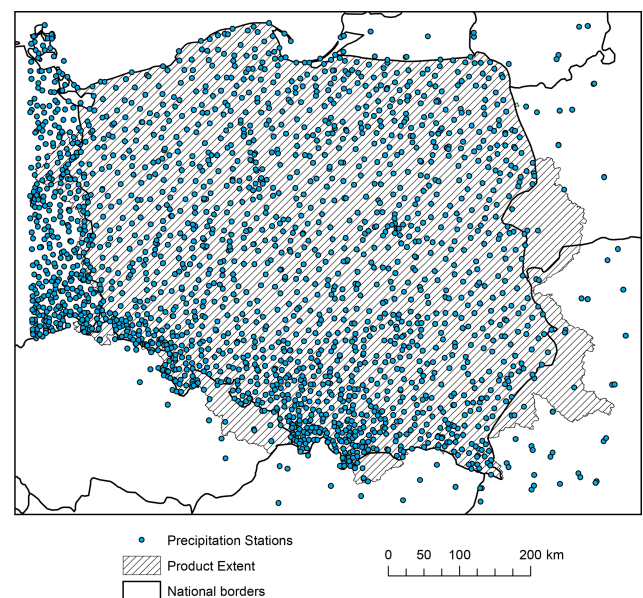 Precipitation Stations
Product Extent
National borders
0 50 100 200 km